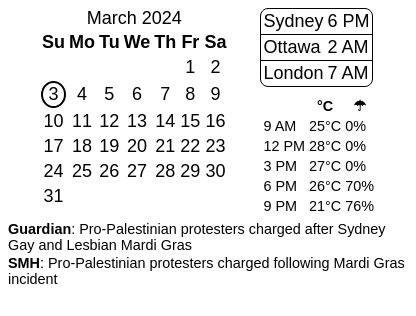 March 2024
Su Mo Tu We Th Fr Sa
1 2
3 4 5 6 7 8 9
10 11 12 13 14 15 16
17 18 19 20 21 22 23
24 25 26 27 28 29 30
31
Sydney 6 PM
Ottawa 2 AM
London 7 AM
°C ☂
9 AM 25°C 0%
12 PM 28°C 0%
3 PM 27°C 0%
6 PM 26°C 70%
9 PM 21°C 76%
Guardian: Pro-Palestinian protesters charged after Sydney
Gay and Lesbian Mardi Gras
SMH: Pro-Palestinian protesters charged following Mardi Gras
incident